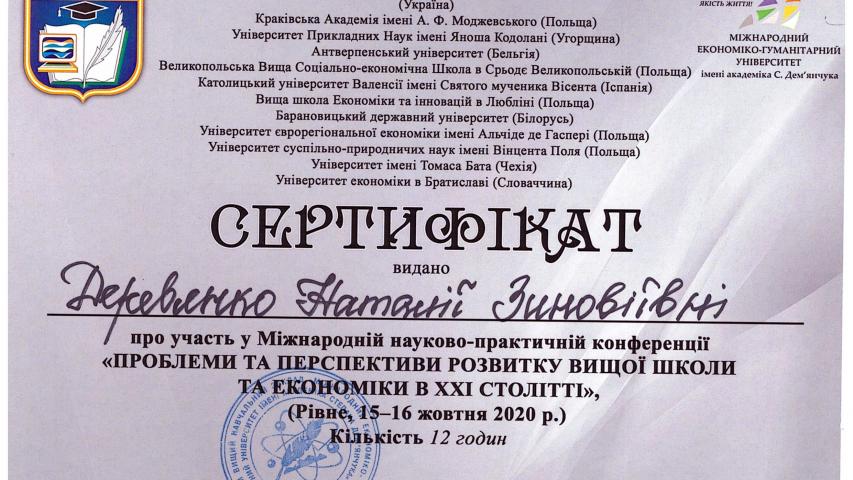 (Україна)
Краківська Академія імені А. Ф. Моджевського (Польща)
Університет Прикладних Наук імені Яноша Кодолані (Угорщина)
Антверпенський університет (Бельгія)
Великопольська Вища Соціально-економічна Школа в Срьоде Великопольській (Польща)
Католицький університет Валенсії імені Святого мученика Вісента (Іспанія)
Вища школа Економіки та інновацій в Любліні (Польща)
Барановицький державний університет (Білорусь)
Університет єврорегіональної економіки імені Альчіде де Гаспері (Польща)
Університет суспільно-природничих наук імені Вінцента Поля (Польща)
Університет імені Томаса Бата (Чехія)
Університет економіки в Братиславі (Словаччина)
ЯКІСТЬ ЖИТТЯ!
МІЖНАРОДНИЙ
ЕКОНОМІКО-ГУМАНІТАРНИЙ
УНІВЕРСИТЕТ
імені академіка С. Дем'янчука
СЕРТИФІКАТ
видано
Деревянко Наталії Зиновіївні
про участь у Міжнародній науково-практичній конференції
«ПРОБЛЕМИ ТА ПЕРСПЕКТИВИ РОЗВИТКУ ВИЩОЇ ШКОЛИ
ТА ЕКОНОМІКИ В ХХІ СТОЛІТТІ»,
(Рівне, 15–16 жовтня 2020 р.)
Кількість 12 годин